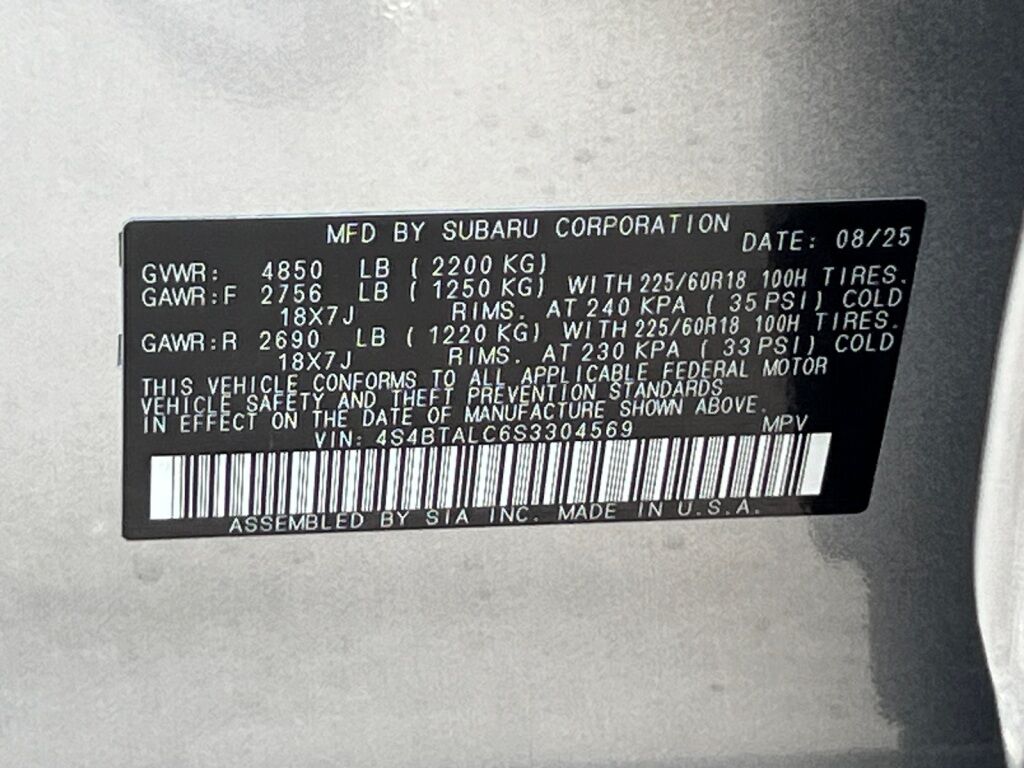 MFD BY SUBARU CORPORATION DATE: 08/25
GVWR: 4850 LB ( 2200 KG)
GAWR:F 2756 LB ( 1250 KG) WITH 225/60R18 100H TIRES.
18X7J RIMS. AT 240 KPA ( 35 PSI) COLD
GAWR:R 2690 LB ( 1220 KG) WITH 225/60R18 100H TIRES.
18X7J RIMS. AT 230 KPA ( 33 PSI) COLD
THIS VEHICLE CONFORMS TO ALL APPLICABLE FEDERAL MOTOR
VEHICLE SAFETY AND THEFT PREVENTION STANDARDS
IN EFFECT ON THE DATE OF MANUFACTURE SHOWN ABOVE.
VIN: 4S4BTALC6S3304569 MPV
ASSEMBLED BY SIA INC. MADE IN U.S.A.